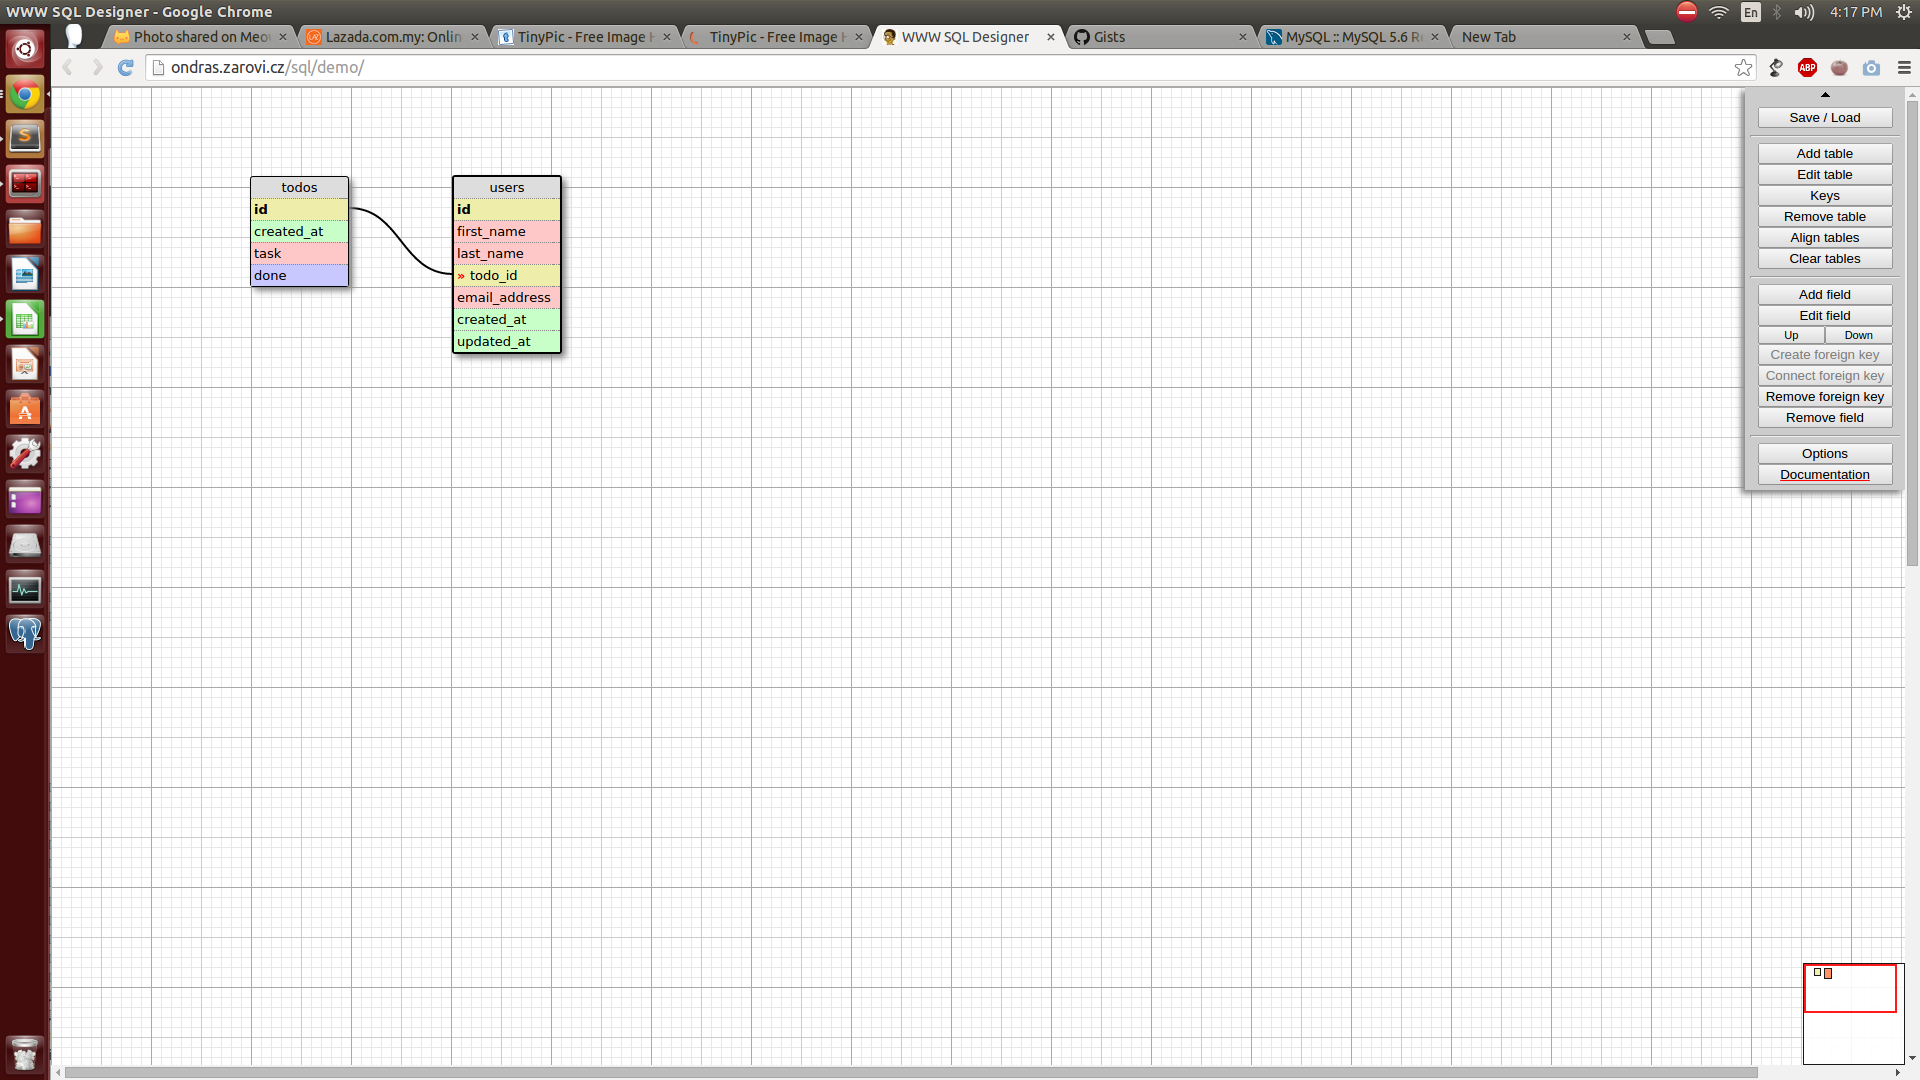 WWW SQL Designer - Google Chrome
En
4:17 PM
Photo shared on Meo
Lazada.com.my: Onlin
TinyPic - Free Image H
TinyPic - Free Image H
WWW SQL Designer
Gists
MySQL :: MySQL 5.6 Re
New Tab
ondras.zarovi.cz/sql/demo/
ABP
todos
id
created_at
task
done
users
id
first_name
last_name
» todo_id
email_address
created_at
updated_at
Save / Load
Add table
Edit table
Keys
Remove table
Align tables
Clear tables
Add field
Edit field
Up
Down
Create foreign key
Connect foreign key
Remove foreign key
Remove field
Options
Documentation